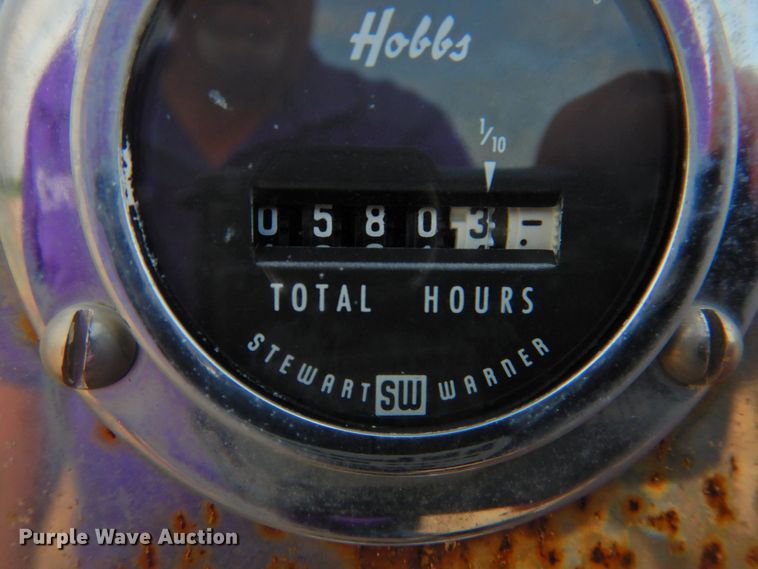 Hobbs
1/10
0 5 8 0 3 -
TOTAL HOURS
STEWART SW WARNER
Purple Wave Auction